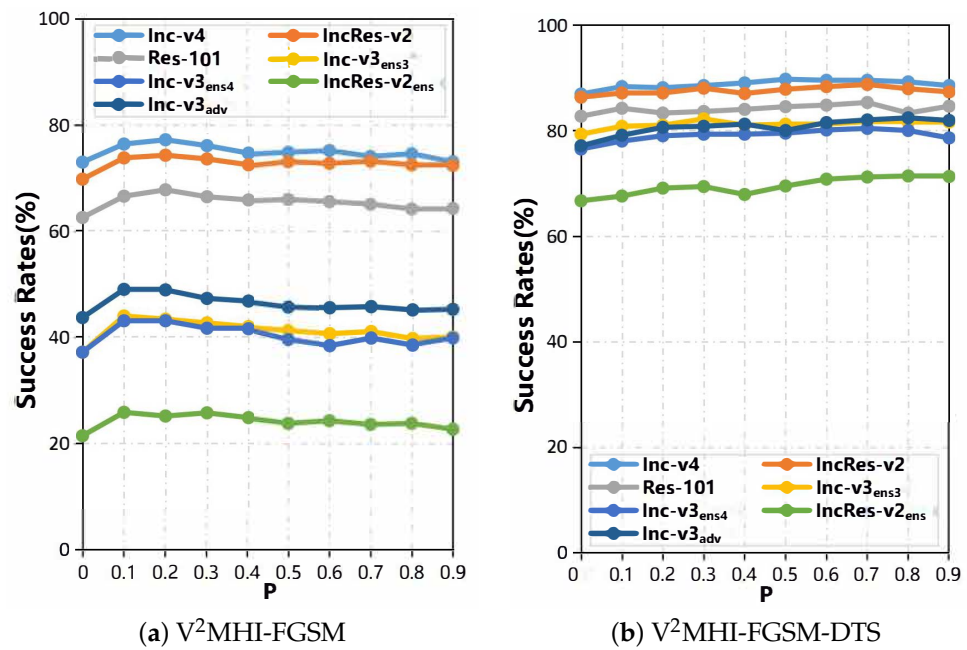 100
80
60
40
20
0
Success Rates(%)
Inc-v4
IncRes-v2
Res-101
Inc-v3ens3
Inc-v3ens4
IncRes-v2ens
Inc-v3adv
0 0.1 0.2 0.3 0.4 0.5 0.6 0.7 0.8 0.9
P
(a) V²MHI-FGSM
100
80
60
40
20
0
Success Rates(%)
Inc-v4
IncRes-v2
Res-101
Inc-v3ens3
Inc-v3ens4
IncRes-v2ens
Inc-v3adv
0 0.1 0.2 0.3 0.4 0.5 0.6 0.7 0.8 0.9
P
(b) V²MHI-FGSM-DTS